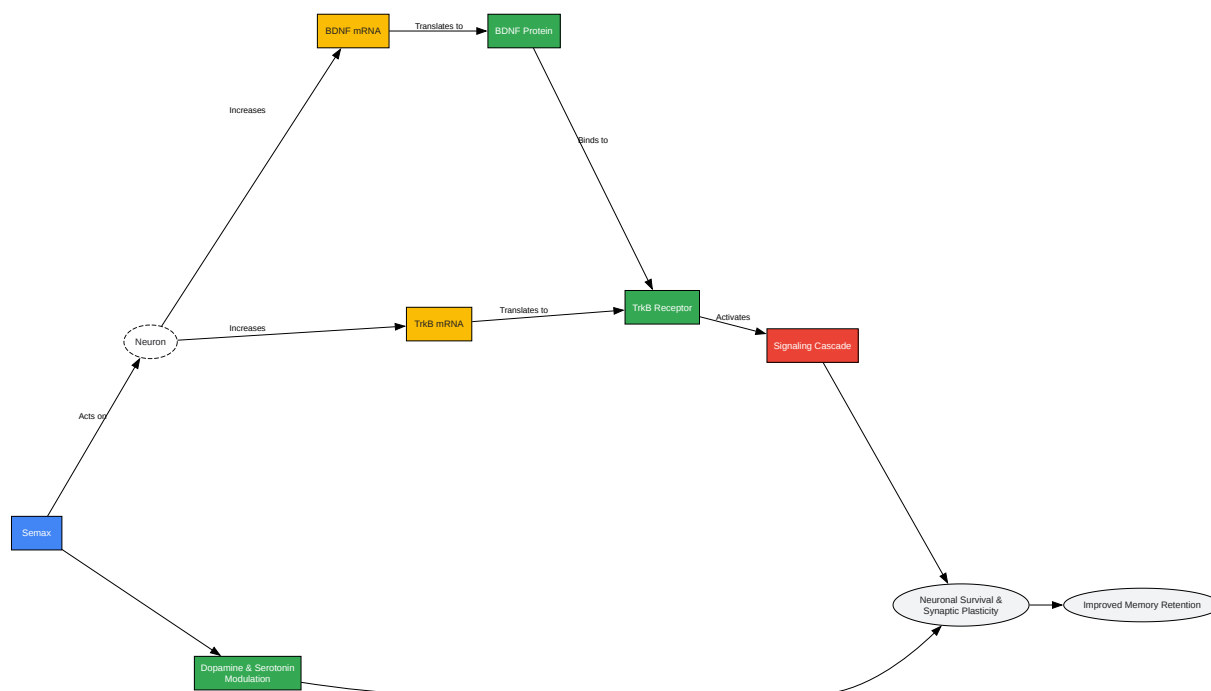 BDNF mRNA
Translates to
BDNF Protein
Increases
Binds to
TrkB Receptor
Translates to
TrkB mRNA
Increases
Activates
Signaling Cascade
Neuron
Acts on
Semax
Neuronal Survival &
Synaptic Plasticity
Improved Memory Retention
Dopamine & Serotonin
Modulation